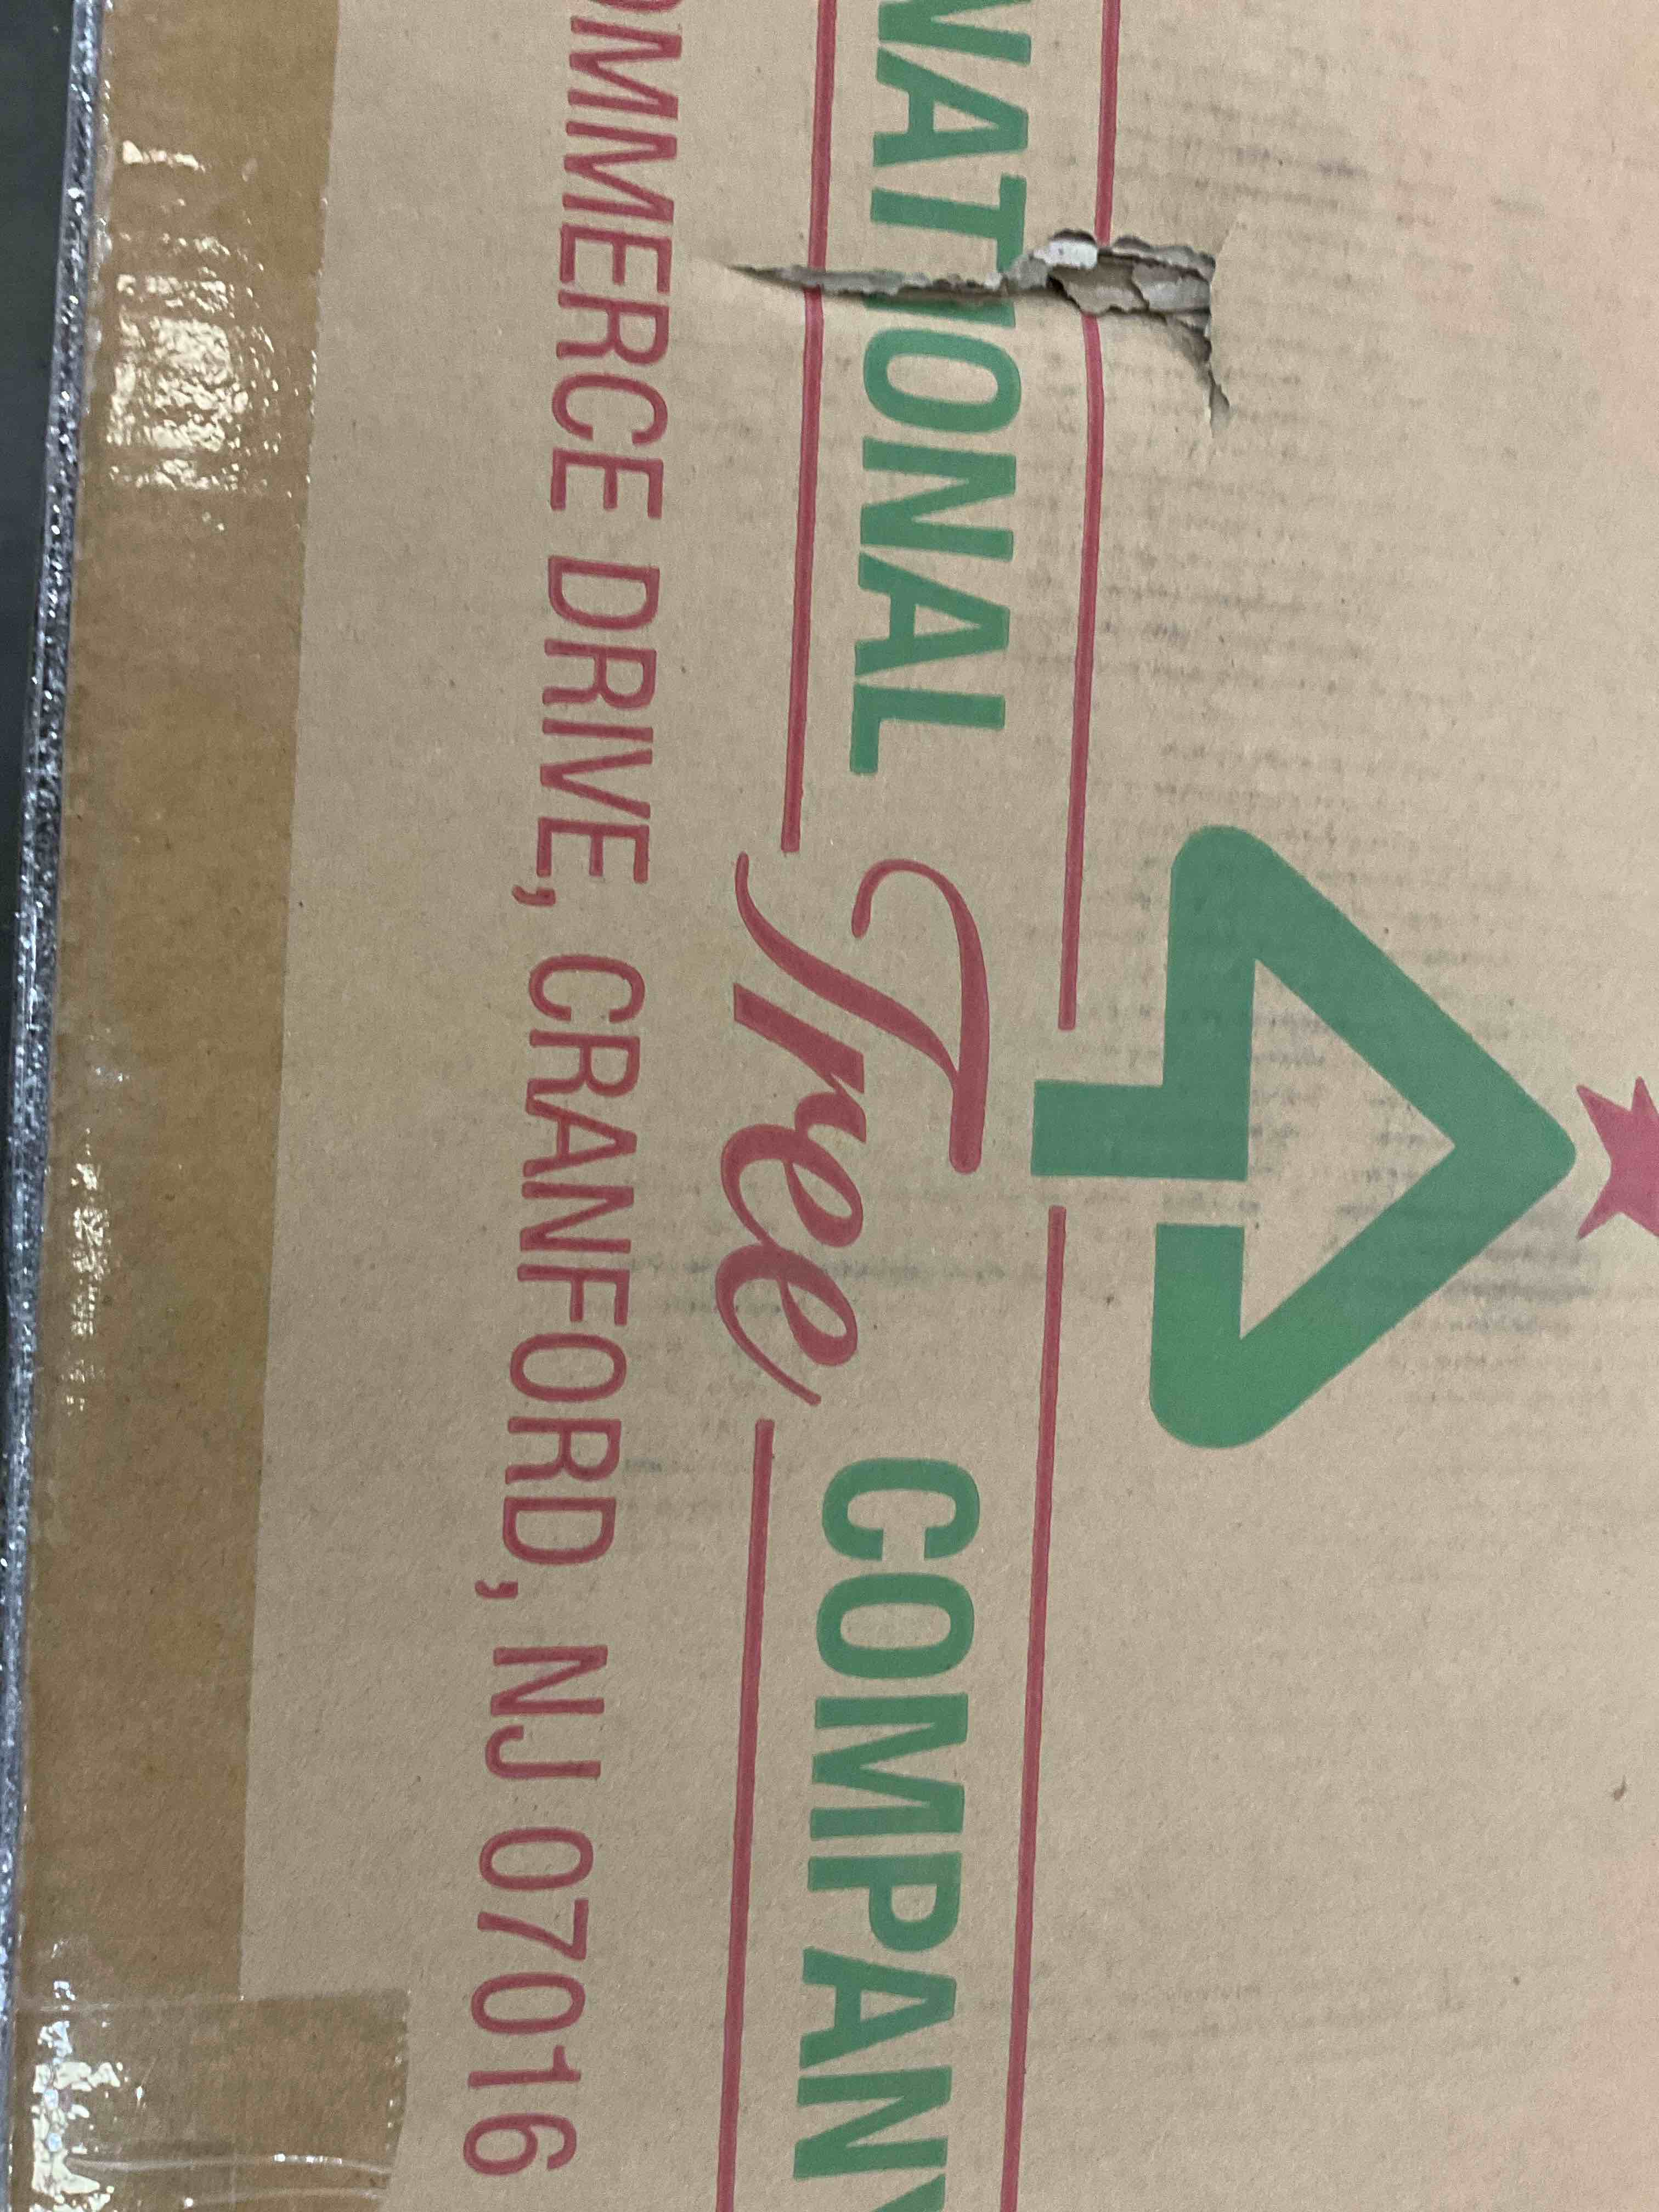 NATIONAL Tree COMPANY
OMMERCE DRIVE, CRANFORD, NJ 07016